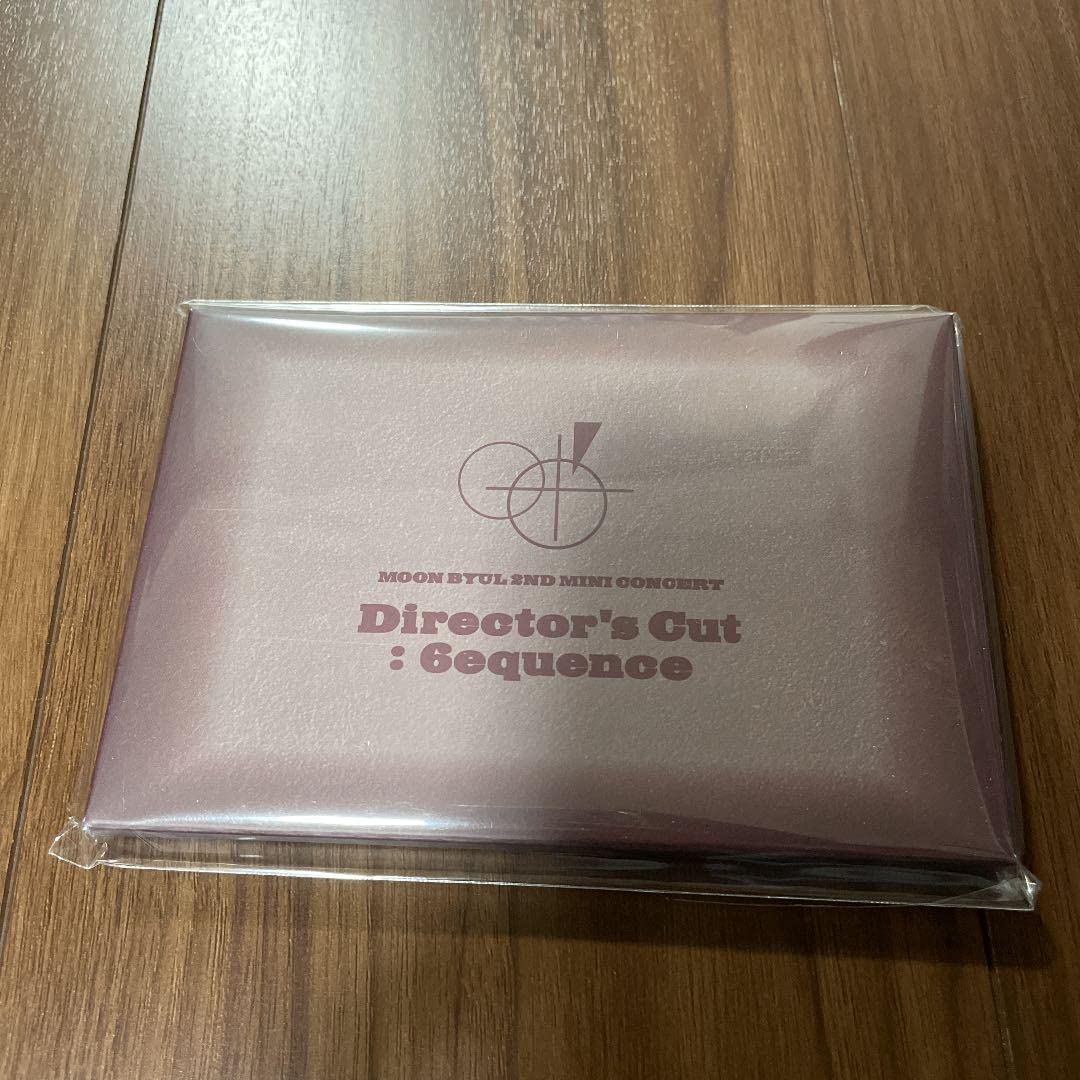 MOON BYUL 2ND MINI CONCERT
Director's Cut
: 6equence